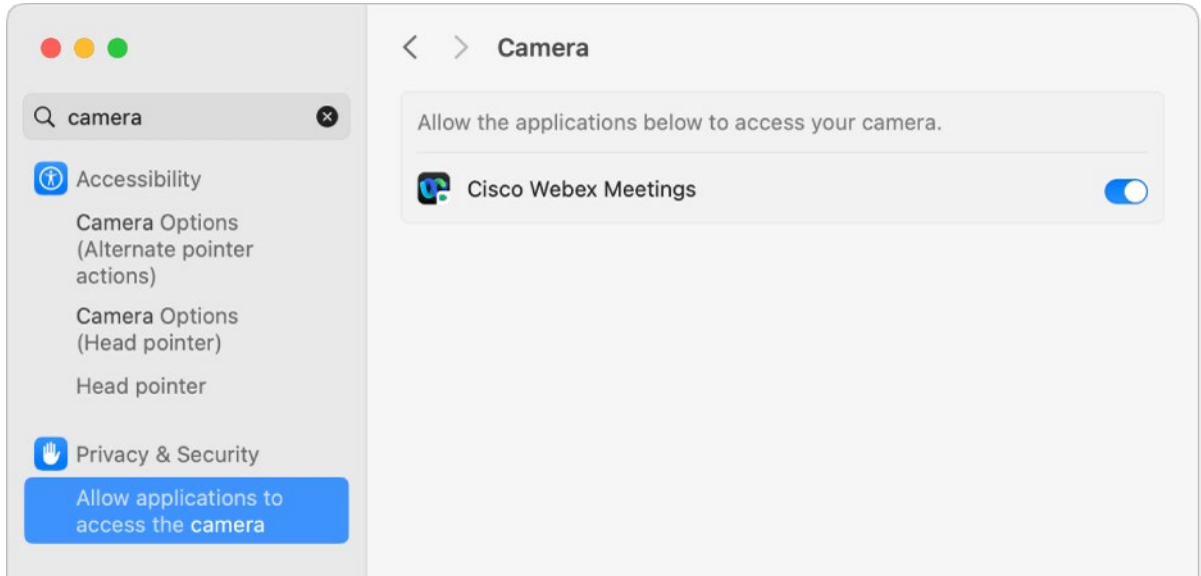 camera
Accessibility
Camera Options
(Alternate pointer
actions)
Camera Options
(Head pointer)
Head pointer
Privacy & Security
Allow applications to
access the camera
Camera
Allow the applications below to access your camera.
Cisco Webex Meetings